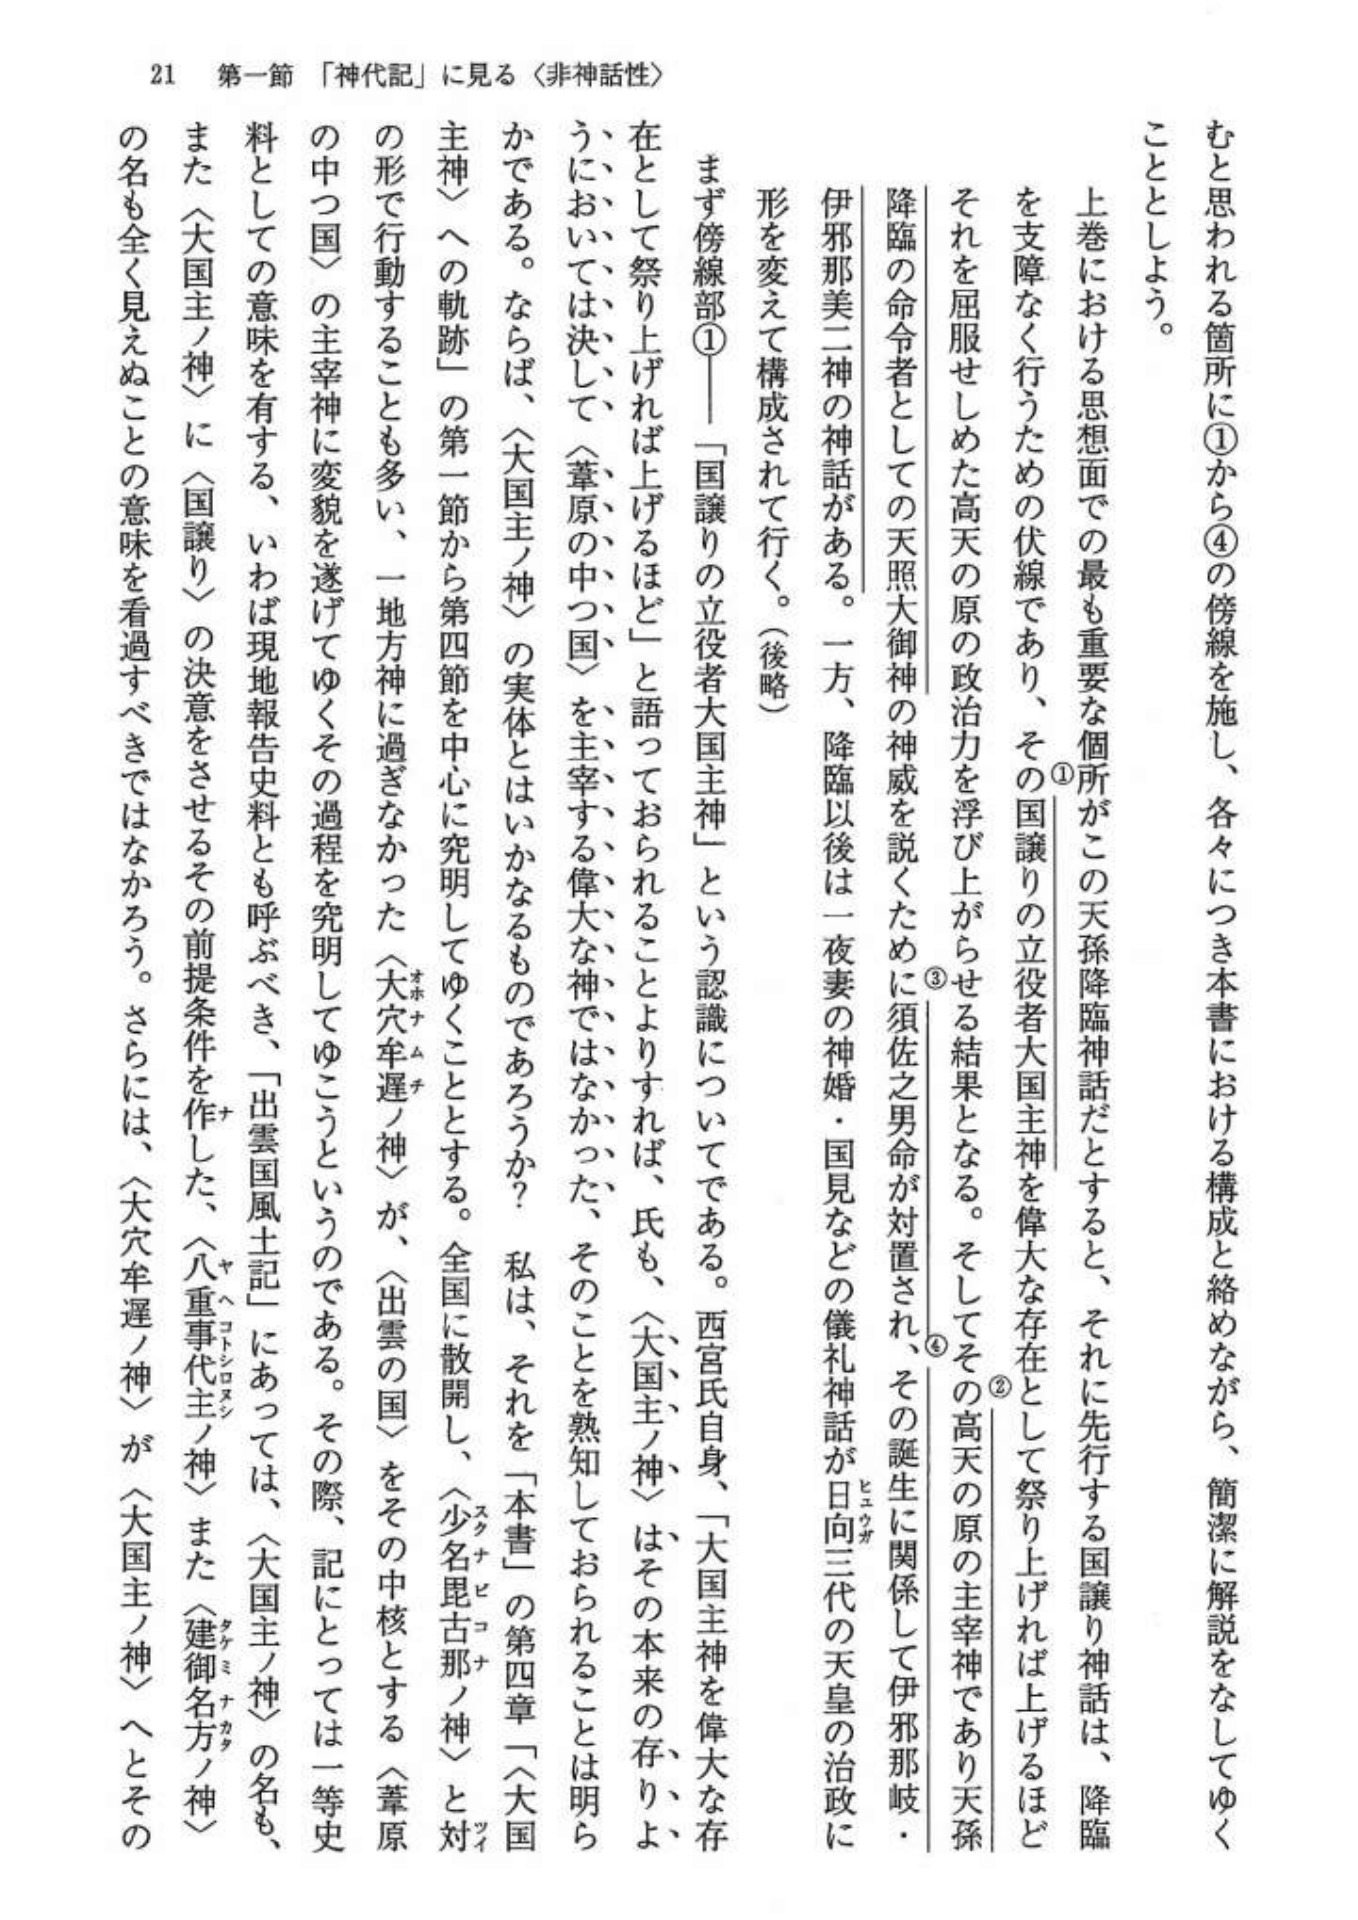 21　第一節　「神代記」に見る〈非神話性〉
むと思われる箇所に①から④の傍線を施し、各々につき本書における構成と絡めながら、簡潔に解説をなしてゆく
こととしよう。
上巻における思想面での最も重要な個所がこの天孫降臨神話だとすると、それに先行する国譲り神話は、降臨
を支障なく行うための伏線であり、その①国譲りの立役者大国主神を偉大な存在として祭り上げれば上げるほど
それを屈服せしめた高天の原の政治力を浮び上がらせる結果となる。そしてその②高天の原の主宰神であり天孫
降臨の命令者としての天照大御神の神威を説くために③須佐之男命が対置され、④その誕生に関係して伊邪那岐・
伊邪那美二神の神話がある。一方、降臨以後は一夜妻の神婚・国見などの儀礼神話が日向ヒュウガ三代の天皇の治政に
形を変えて構成されて行く。（後略）
まず傍線部①――「国譲りの立役者大国主神」という認識についてである。西宮氏自身、「大国主神を偉大な存
在として祭り上げれば上げるほど」と語っておられることよりすれば、氏も、〈大国主ノ神〉はその本来の存りよ
うにおいては決して〈葦原の中つ国〉を主宰する偉大な神ではなかった、そのことを熟知しておられることは明ら
かである。ならば、〈大国主ノ神〉の実体とはいかなるものであろうか?　私は、それを「本書」の第四章「〈大国
主神〉への軌跡」の第一節から第四節を中心に究明してゆくこととする。全国に散開し、〈少名毘古那スクナビコナノ神〉と対ツイ
の形で行動することも多い、一地方神に過ぎなかった〈大穴牟遅オホナムチノ神〉が、〈出雲の国〉をその中核とする〈葦原
の中つ国〉の主宰神に変貌を遂げてゆくその過程を究明してゆこうというのである。その際、記にとっては一等史
料としての意味を有する、いわば現地報告史料とも呼ぶべき、「出雲国風土記」にあっては、〈大国主ノ神〉の名も、
また〈大国主ノ神〉に〈国譲り〉の決意をさせるその前提条件を作ナした、〈八重事代主ヤヘコトシロヌシノ神〉また〈建御名方タケミナカタノ神〉
の名も全く見えぬことの意味を看過すべきではなかろう。さらには、〈大穴牟遅ノ神〉が〈大国主ノ神〉へとその